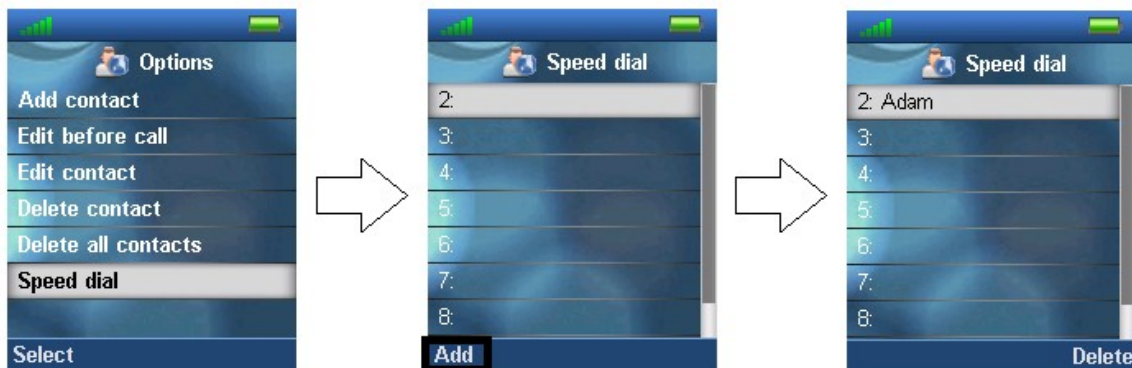 Options
Add contact
Edit before call
Edit contact
Delete contact
Delete all contacts
Speed dial
Select
Speed dial
2:
3:
4:
5:
6:
7:
8:
Add
Speed dial
2: Adam
3:
4:
5:
6:
7:
8:
Delete